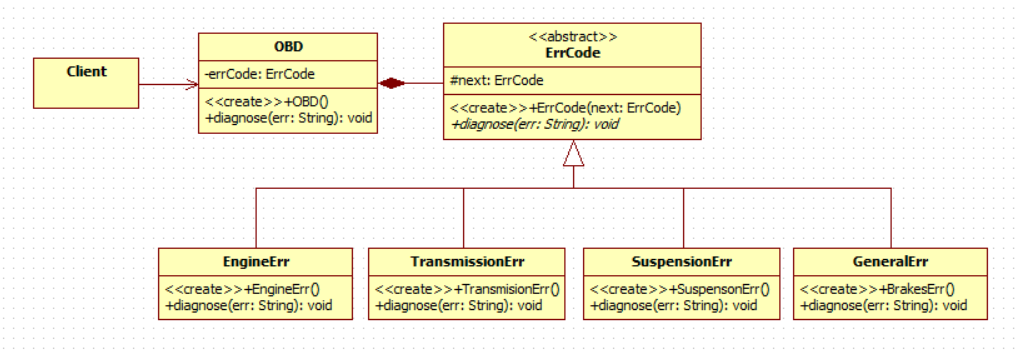 Client
OBD
-errCode: ErrCode
<<create>>+OBD()
+diagnose(err: String): void
<<abstract>>
ErrCode
#next: ErrCode
<<create>>+ErrCode(next: ErrCode)
+diagnose(err: String): void
EngineErr
<<create>>+EngineErr()
+diagnose(err: String): void
TransmissionErr
<<create>>+TransmisionErr()
+diagnose(err: String): void
SuspensionErr
<<create>>+SuspensonErr()
+diagnose(err: String): void
GeneralErr
<<create>>+BrakesErr()
+diagnose(err: String): void